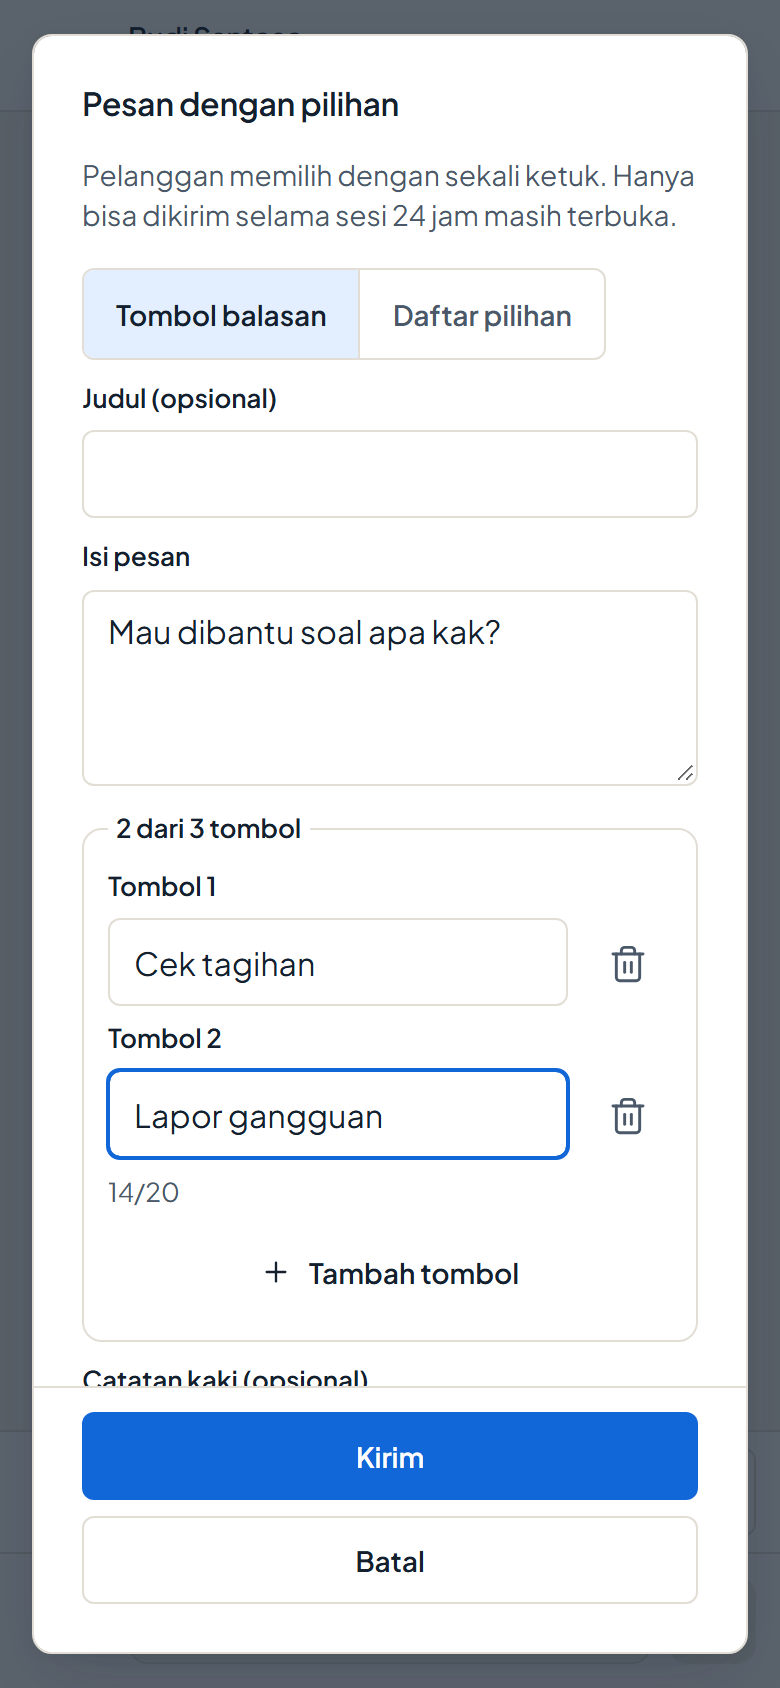 Budi Santosa
Pesan dengan pilihan
Pelanggan memilih dengan sekali ketuk. Hanya
bisa dikirim selama sesi 24 jam masih terbuka.
Tombol balasan
Daftar pilihan
Judul (opsional)
Isi pesan
Mau dibantu soal apa kak?
2 dari 3 tombol
Tombol 1
Cek tagihan
Tombol 2
Lapor gangguan
14/20
Tambah tombol
Catatan kaki (opsional)
Kirim
Batal